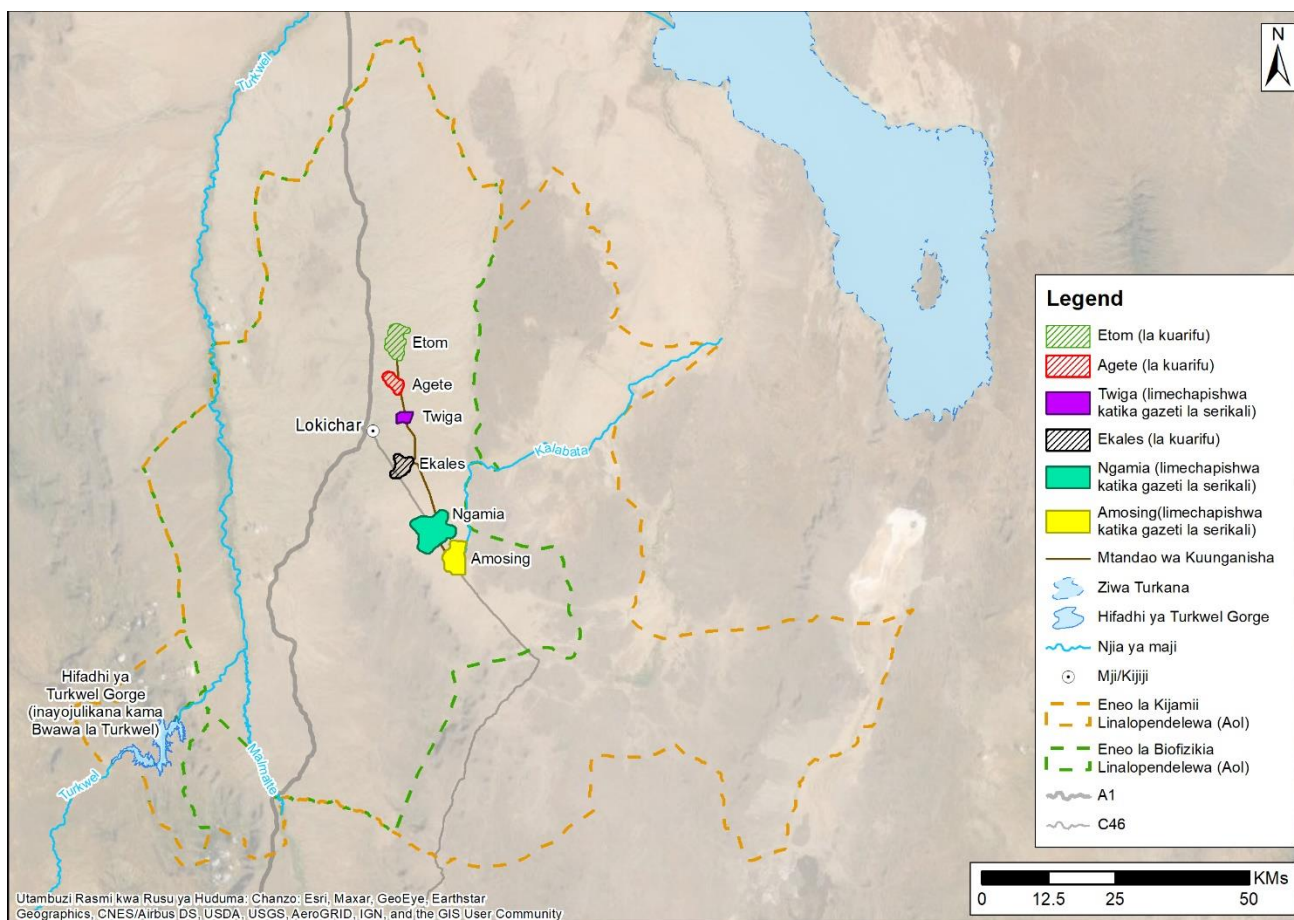 N
Turkwel
Etom
Agete
Twiga
Lokichar
Ekales
Kalabata
Ngamia
Amosing
Hifadhi ya
Turkwel Gorge
(inayojulikana kama
Bwawa la Turkwel)
Turkwel
Malmalte
Legend
Etom (la kuarifu)
Agete (la kuarifu)
Twiga (limechapishwa
katika gazeti la serikali)
Ekales (la kuarifu)
Ngamia (limechapishwa
katika gazeti la serikali)
Amosing(limechapishwa
katika gazeti la serikali)
Mtandao wa Kuunganisha
Ziwa Turkana
Hifadhi ya Turkwel Gorge
Njia ya maji
Mji/Kijiji
Eneo la Kijamii
Linalopendelewa (AoI)
Eneo la Biofizikia
Linalopendelewa (AoI)
A1
C46
KMs
0 12.5 25 50
Utambuzi Rasmi kwa Rusu ya Huduma: Chanzo: Esri, Maxar, GeoEye, Earthstar
Geographics, CNES/Airbus DS, USDA, USGS, AeroGRID, IGN, and the GIS User Community